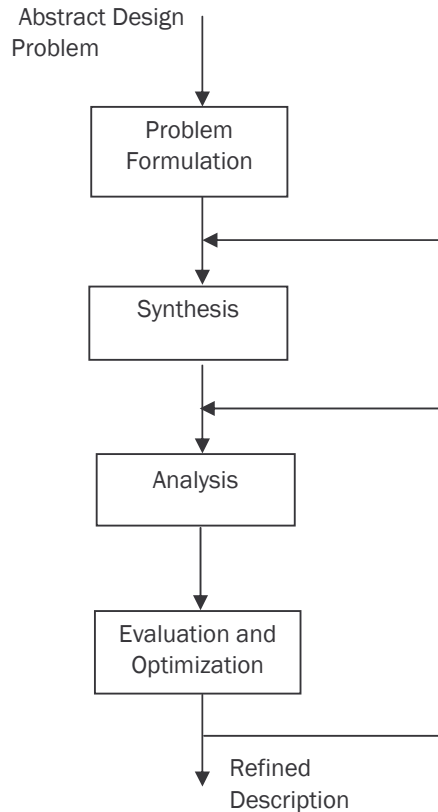 Abstract Design
Problem
Problem
Formulation
Synthesis
Analysis
Evaluation and
Optimization
Refined
Description